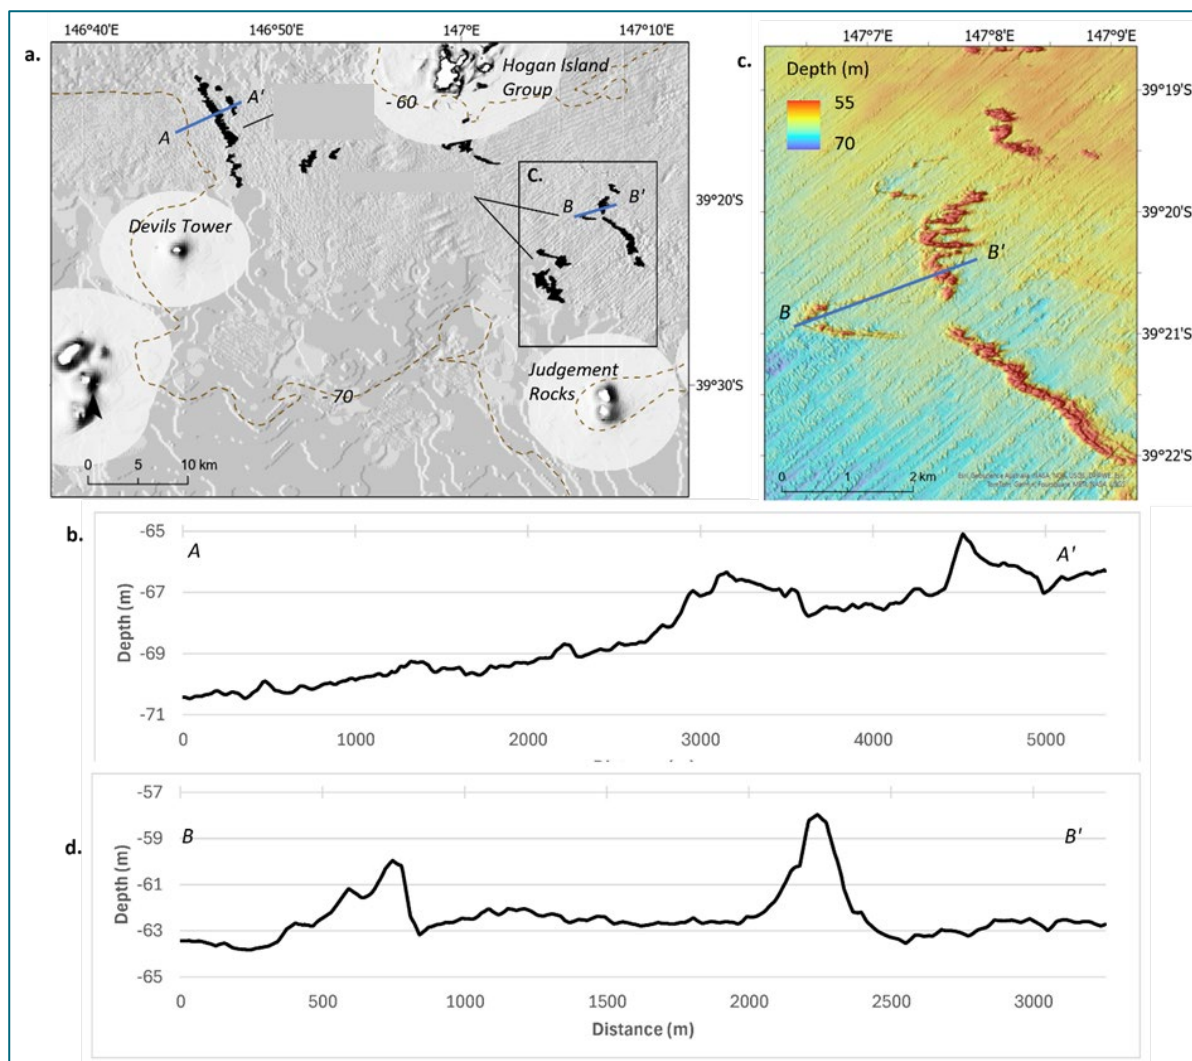 146°40'E 146°50'E 147°E 147°10'E
a.
A
A'
- 60
Hogan Island
Group
Devils Tower
C.
B
B'
39°20'S
70
Judgement
Rocks
39°30'S
0 5 10 km
147°7'E 147°8'E 147°9'E
c.
Depth (m)
55
70
39°19'S
39°20'S
B'
B
39°21'S
39°22'S
0 1 2 km
b.
-65
A
A'
-67
Depth (m)
-69
-71
0 1000 2000 3000 4000 5000
-57
d.
B
B'
-59
Depth (m)
-61
-63
-65
0 500 1000 1500 2000 2500 3000
Distance (m)